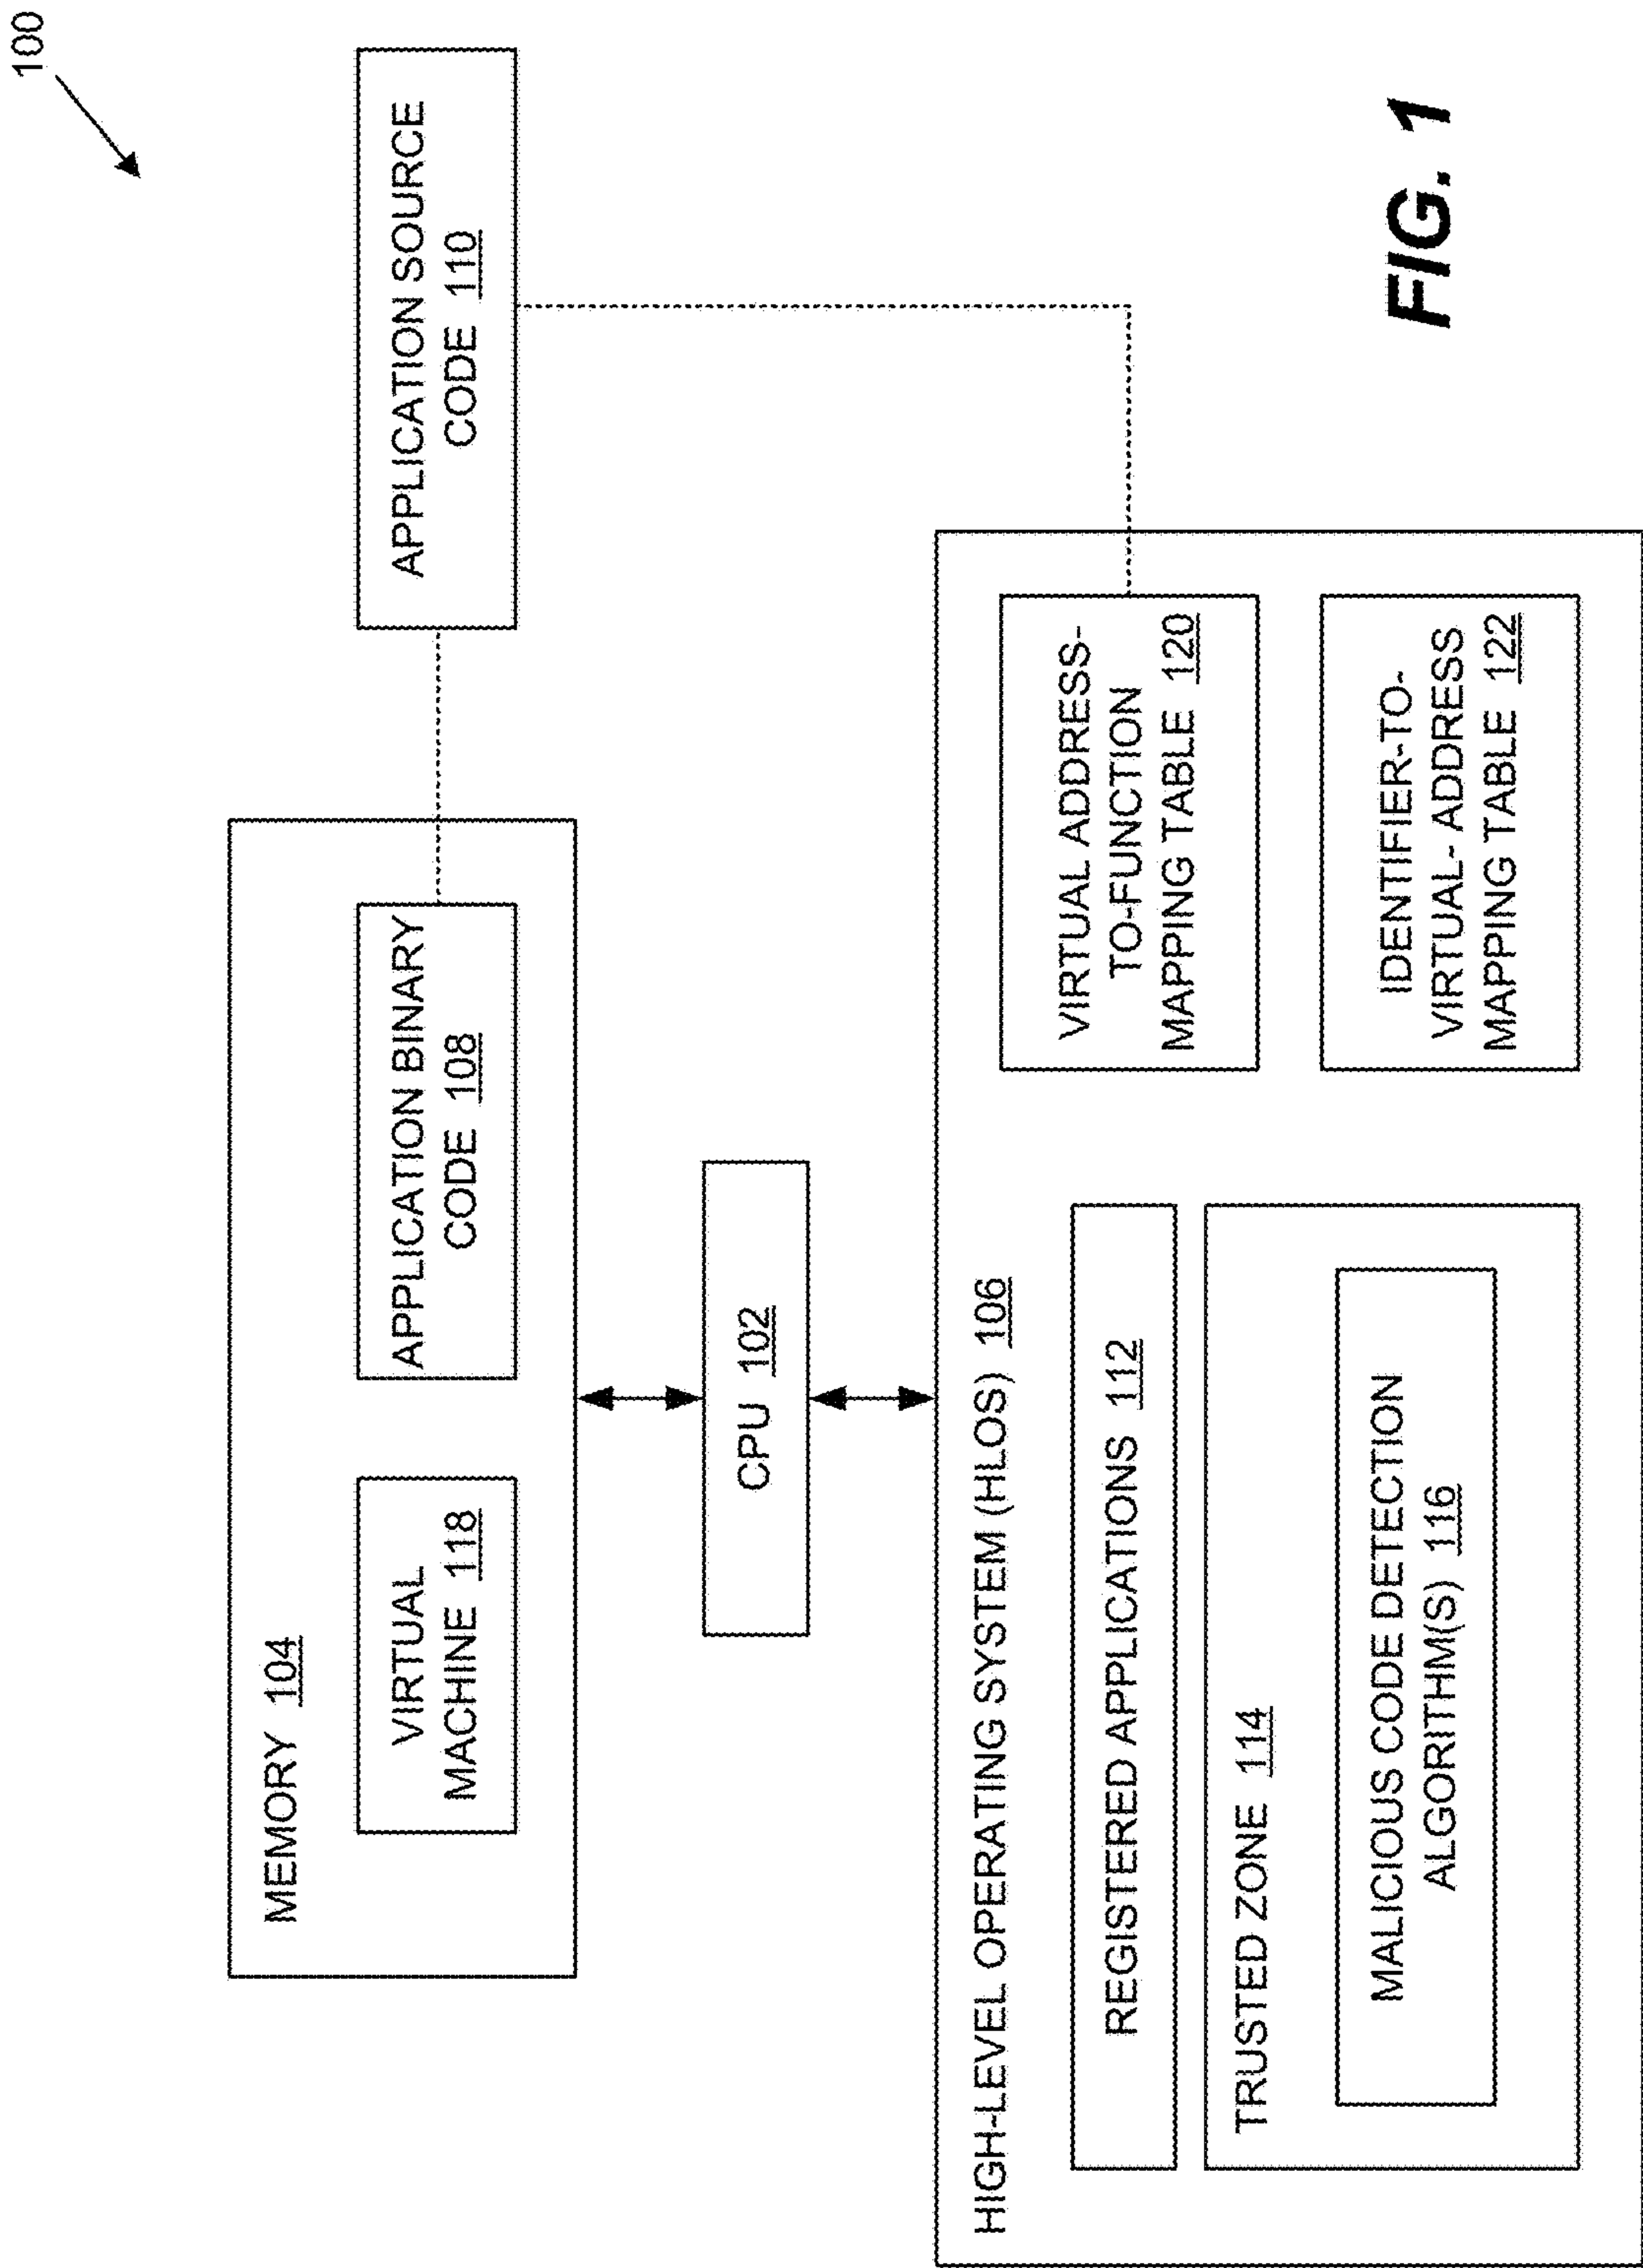 100
MEMORY 104
VIRTUAL
MACHINE 118
APPLICATION BINARY
CODE 108
APPLICATION SOURCE
CODE 110
CPU 102
HIGH-LEVEL OPERATING SYSTEM (HLOS) 106
REGISTERED APPLICATIONS 112
TRUSTED ZONE 114
MALICIOUS CODE DETECTION
ALGORITHM(S) 116
VIRTUAL ADDRESS-
TO-FUNCTION
MAPPING TABLE 120
IDENTIFIER-TO-
VIRTUAL- ADDRESS
MAPPING TABLE 122
FIG. 1